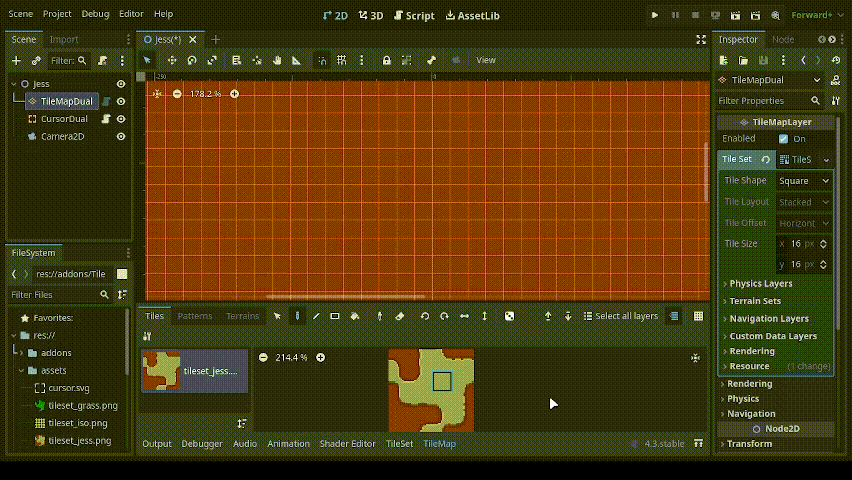 Scene Project Debug Editor Help
2D 3D Script AssetLib
Forward+
Scene Import
Jess(*)
Inspector Node
Filter:
View
Jess
TileMapDual
CursorDual
Camera2D
-250 0
178.2 %
TileMapDual
Filter Properties
TileMapLayer
Enabled On
Tile Set TileS
Tile Shape Square
Tile Layout Stacked
Tile Offset Horizont
Tile Size x 16 px
y 16 px
Physics Layers
Terrain Sets
Navigation Layers
Custom Data Layers
Rendering
Resource (1 change)
Rendering
Physics
Navigation
Node2D
Transform
FileSystem
res://addons/Tile
Filter Files
Favorites:
res://
addons
assets
cursor.svg
tileset_grass.png
tileset_iso.png
tileset_jess.png
Tiles Patterns Terrains
Select all layers
tileset_jess....
214.4 %
Output Debugger Audio Animation Shader Editor TileSet TileMap
4.3.stable